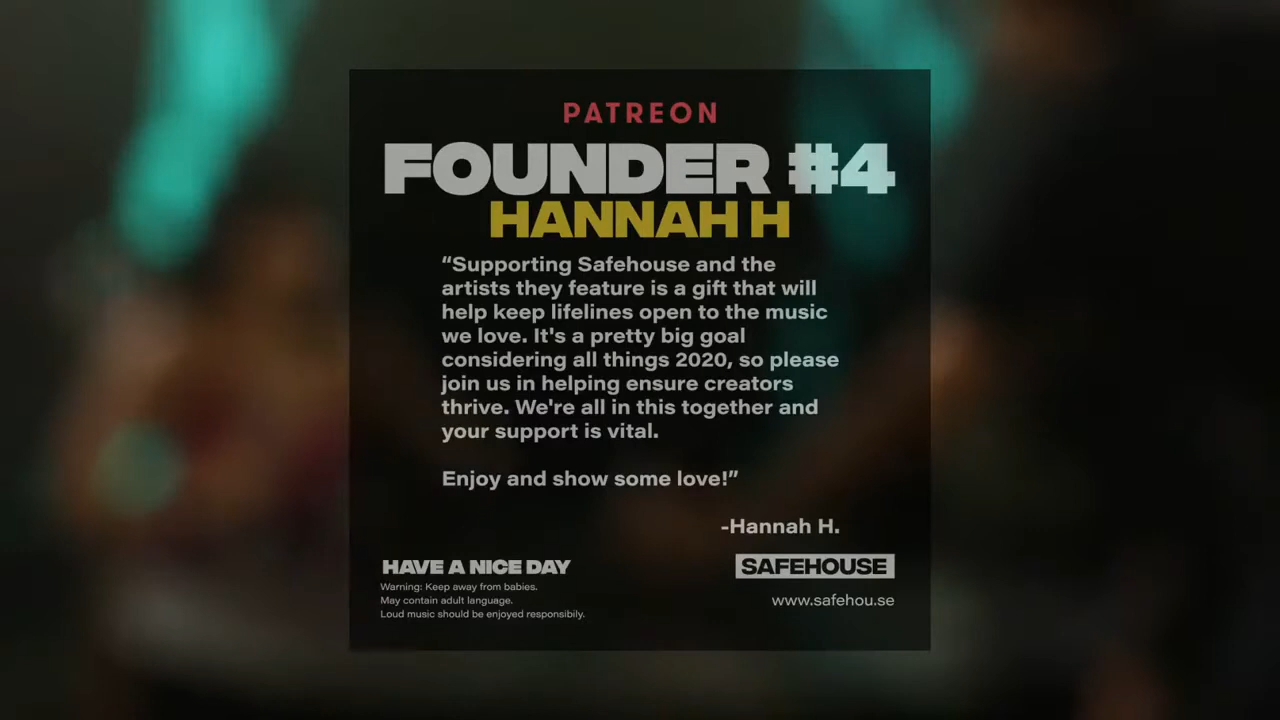 PATREON
FOUNDER #4
HANNAH H
“Supporting Safehouse and the
artists they feature is a gift that will
help keep lifelines open to the music
we love. It's a pretty big goal
considering all things 2020, so please
join us in helping ensure creators
thrive. We're all in this together and
your support is vital.
Enjoy and show some love!”
-Hannah H.
HAVE A NICE DAY
Warning: Keep away from babies.
May contain adult language.
Loud music should be enjoyed responsibily.
SAFEHOUSE
www.safehou.se